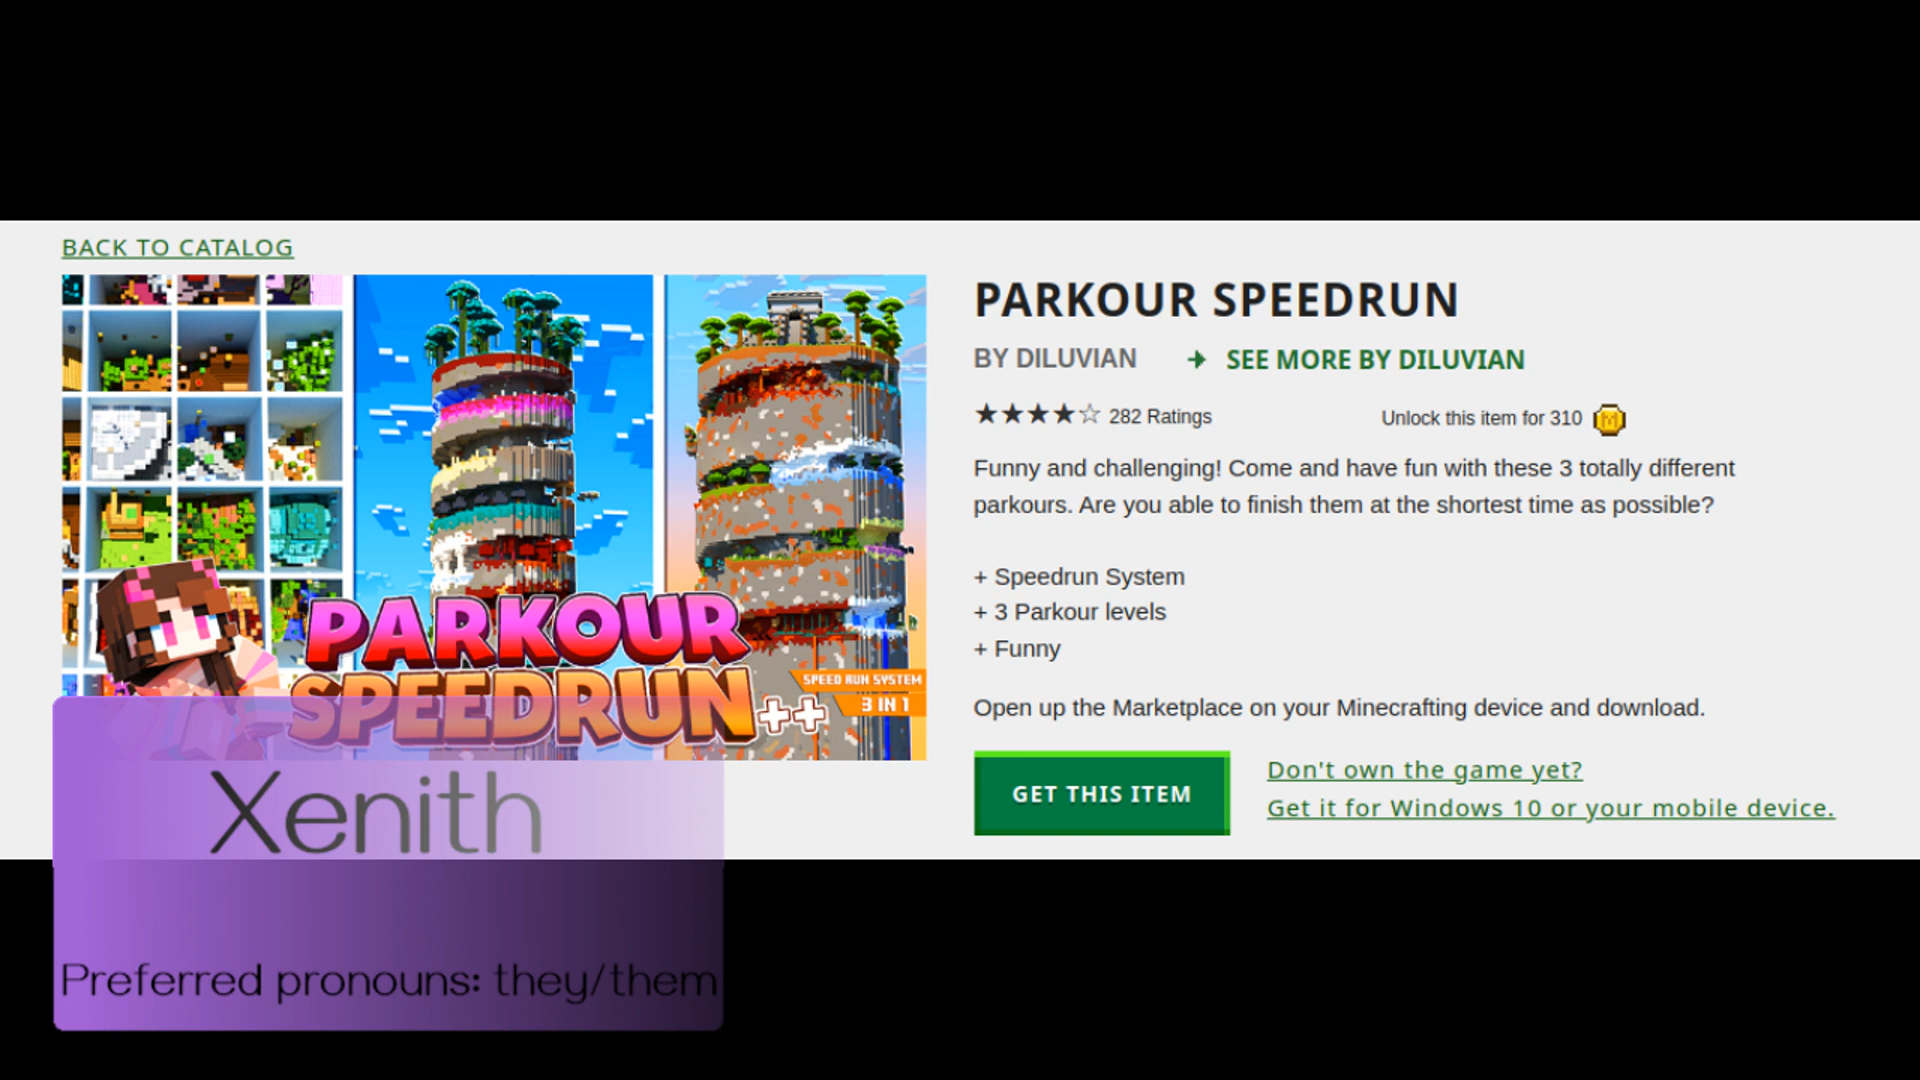 BACK TO CATALOG
PARKOUR
SPEEDRUN++
SPEED RUN SYSTEM
3 IN 1
PARKOUR SPEEDRUN
BY DILUVIAN SEE MORE BY DILUVIAN
282 Ratings Unlock this item for 310
Funny and challenging! Come and have fun with these 3 totally different
parkours. Are you able to finish them at the shortest time as possible?
+ Speedrun System
+ 3 Parkour levels
+ Funny
Open up the Marketplace on your Minecrafting device and download.
GET THIS ITEM
Don't own the game yet?
Get it for Windows 10 or your mobile device.
Xenith
Preferred pronouns: they/them